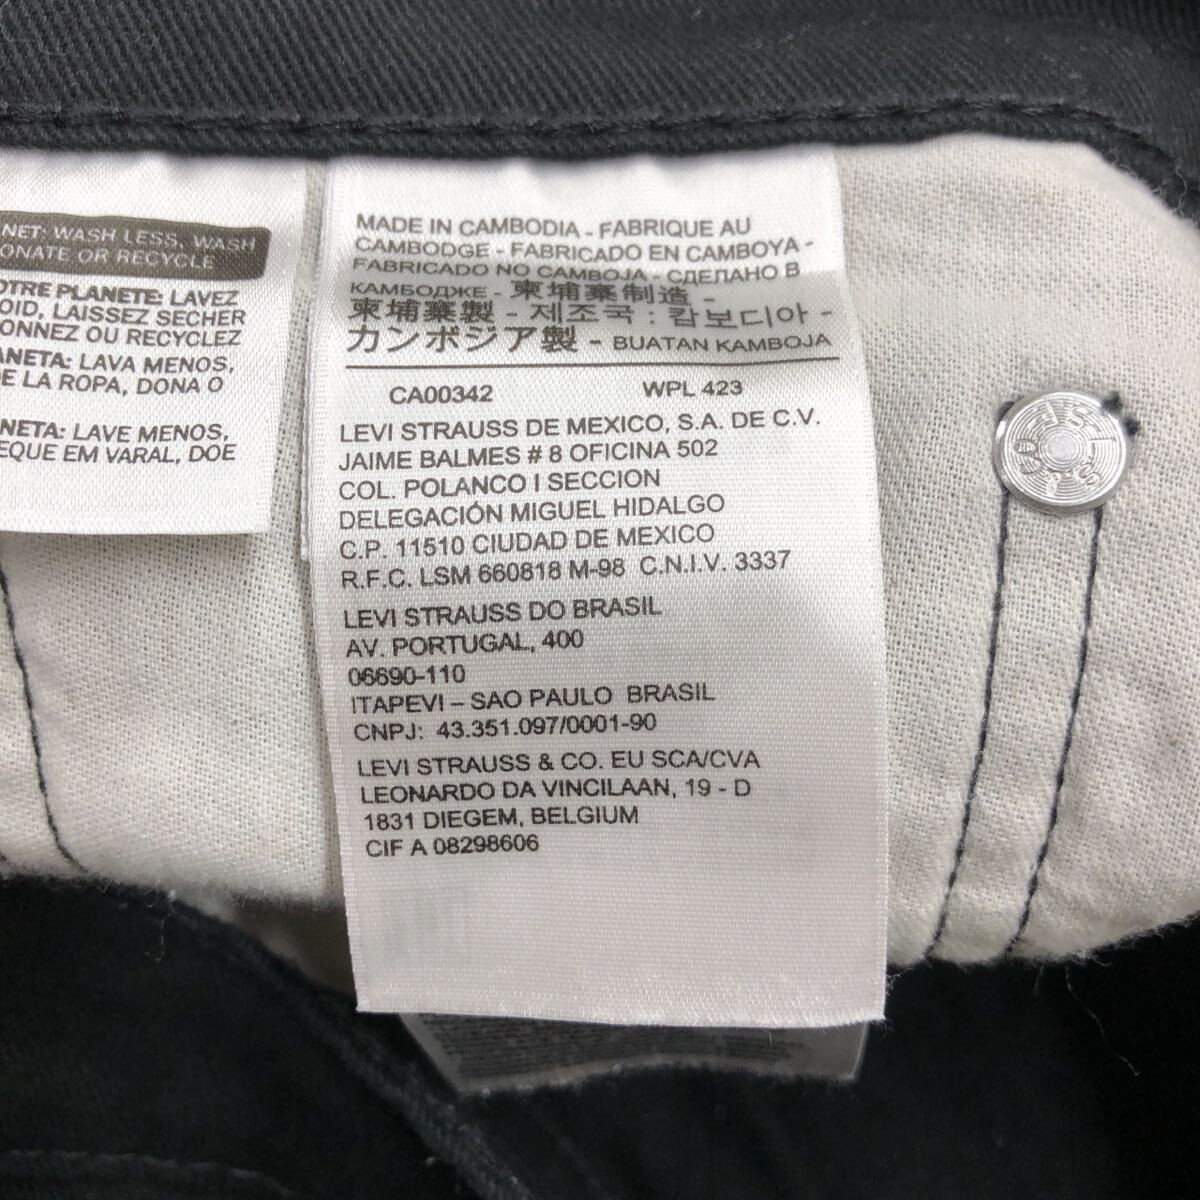 NET: WASH LESS, WASH
ONATE OR RECYCLE
OTRE PLANETE: LAVEZ
OID, LAISSEZ SECHER
ONNEZ OU RECYCLEZ
ANETA: LAVA MENOS,
E LA ROPA, DONA O
NETA: LAVE MENOS,
EQUE EM VARAL, DOE
MADE IN CAMBODIA - FABRIQUE AU
CAMBODGE - FABRICADO EN CAMBOYA -
FABRICADO NO CAMBOJA - СДЕЛАНО В
КАМБОДЖЕ - 柬埔寨制造 -
柬埔寨製 - 제조국 : 캄보디아 -
カンボジア製 - BUATAN KAMBOJA
CA00342 WPL 423
LEVI STRAUSS DE MEXICO, S.A. DE C.V.
JAIME BALMES # 8 OFICINA 502
COL. POLANCO I SECCION
DELEGACIÓN MIGUEL HIDALGO
C.P. 11510 CIUDAD DE MEXICO
R.F.C. LSM 660818 M-98 C.N.I.V. 3337
LEVI STRAUSS DO BRASIL
AV. PORTUGAL, 400
06690-110
ITAPEVI – SAO PAULO BRASIL
CNPJ: 43.351.097/0001-90
LEVI STRAUSS & CO. EU SCA/CVA
LEONARDO DA VINCILAAN, 19 - D
1831 DIEGEM, BELGIUM
CIF A 08298606